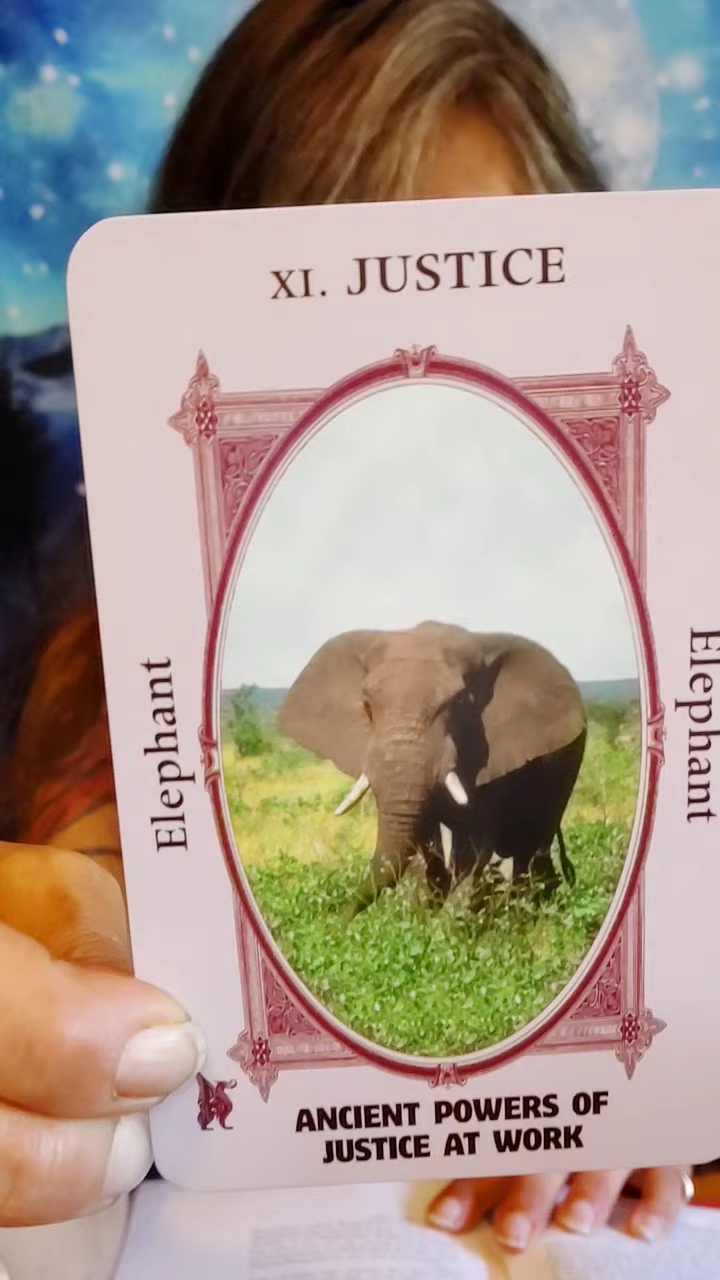 XI. JUSTICE
Elephant
Elephant
ANCIENT POWERS OF
JUSTICE AT WORK